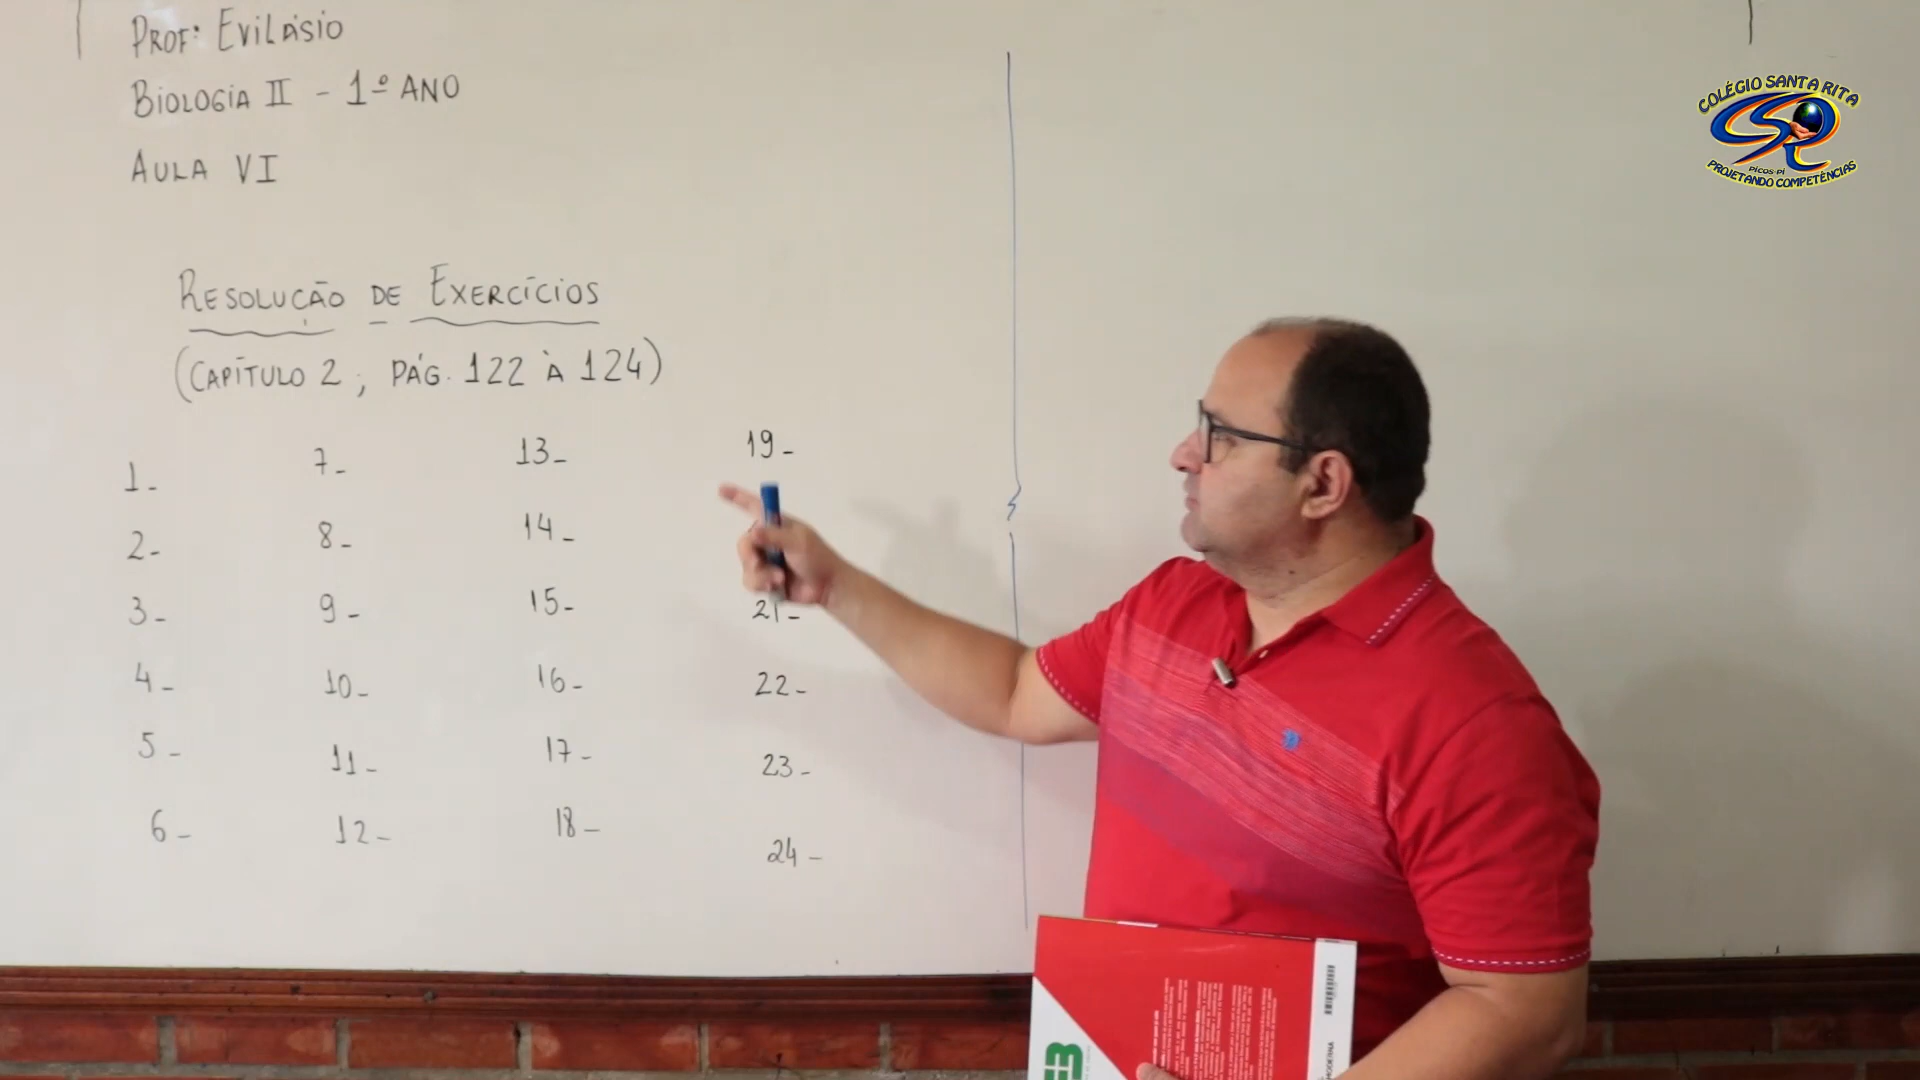 PROF: EVILÁSIO
BIOLOGIA II - 1º ANO
AULA VI
RESOLUÇÃO DE EXERCÍCIOS
(CAPÍTULO 2; PÁG. 122 À 124)
1-
2-
3-
4-
5-
6-
7-
8-
9-
10-
11-
12-
13-
14-
15-
16-
17-
18-
19-
21-
22-
23-
24-
COLÉGIO SANTA RITA
CSR
PICOS-PI
PROJETANDO COMPETÊNCIAS
MODERNA